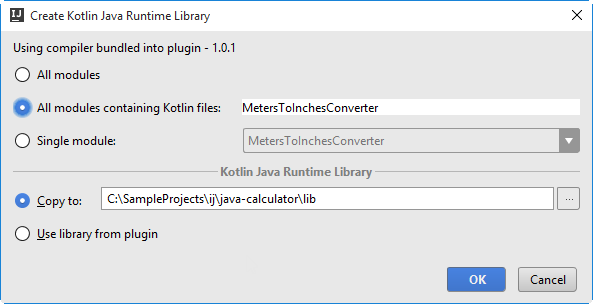 IJ Create Kotlin Java Runtime Library
Using compiler bundled into plugin - 1.0.1
All modules
All modules containing Kotlin files: MetersToInchesConverter
Single module: MetersToInchesConverter
Kotlin Java Runtime Library
Copy to: C:\SampleProjects\ij\java-calculator\lib ...
Use library from plugin
OK Cancel